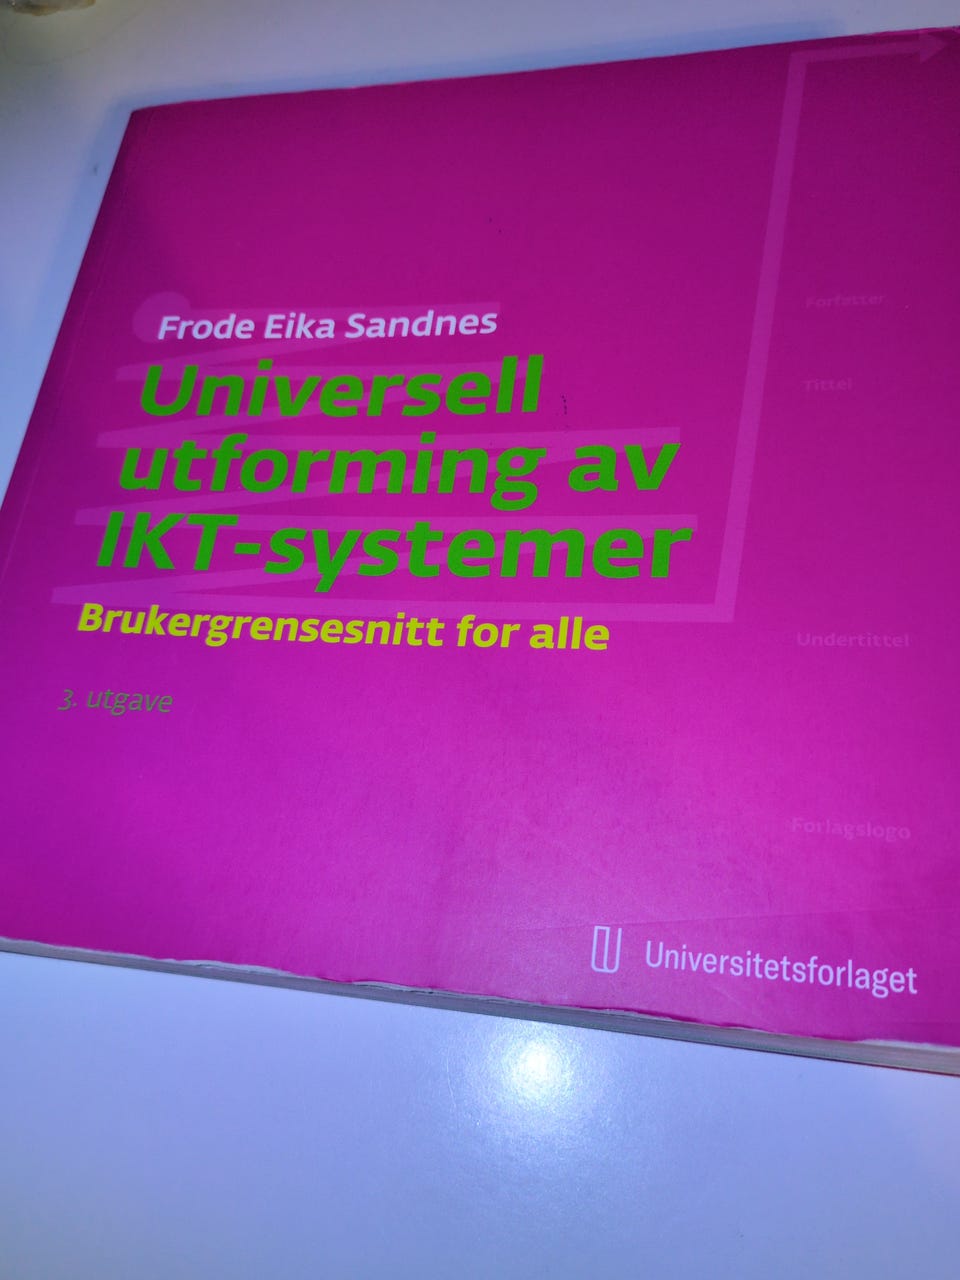 Frode Eika Sandnes
Universell
utforming av
IKT-systemer
Brukergrensesnitt for alle
3. utgave
Forfatter
Tittel
Undertittel
Forlagslogo
Universitetsforlaget